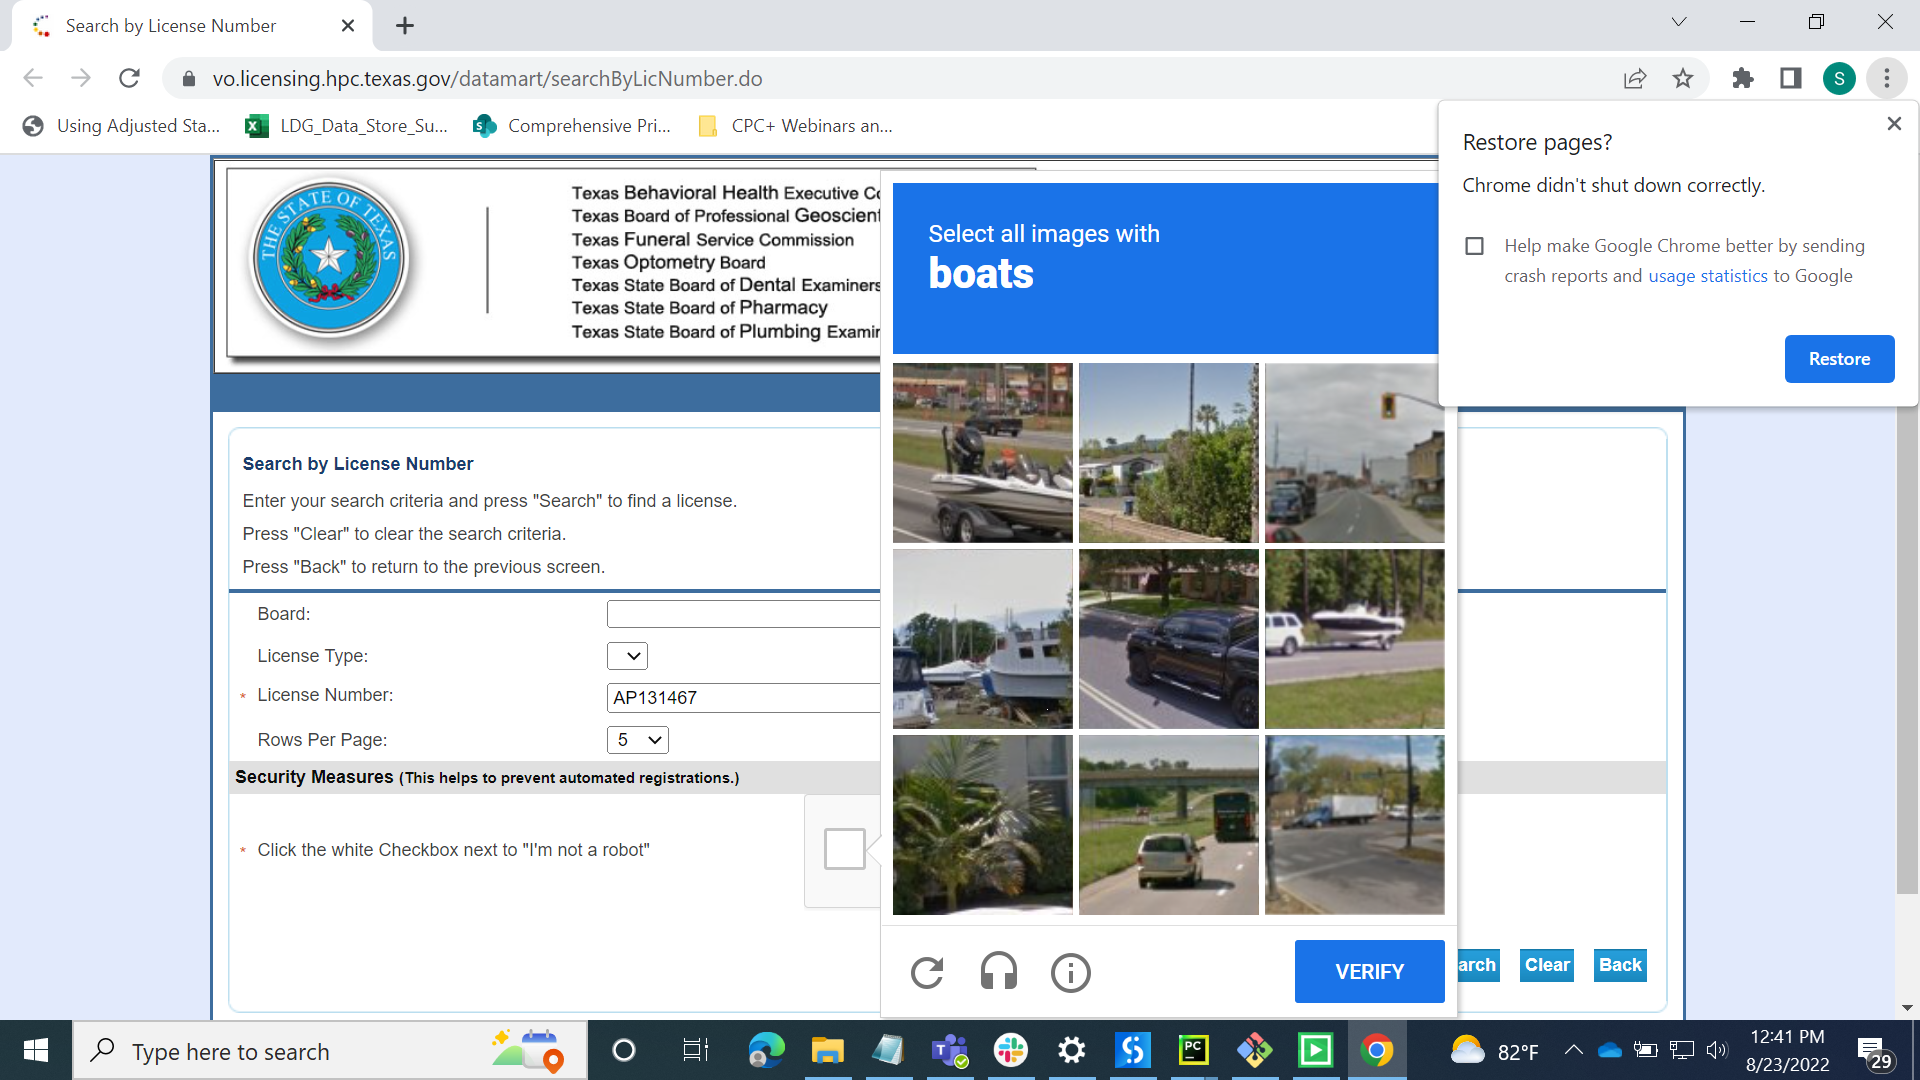 Search by License Number
vo.licensing.hpc.texas.gov/datamart/searchByLicNumber.do
S
Using Adjusted Sta...
LDG_Data_Store_Su...
Comprehensive Pri...
CPC+ Webinars an...
Restore pages?
Chrome didn't shut down correctly.
Help make Google Chrome better by sending
crash reports and usage statistics to Google
Restore
THE STATE OF TEXAS
Texas Behavioral Health Executive Co
Texas Board of Professional Geoscient
Texas Funeral Service Commission
Texas Optometry Board
Texas State Board of Dental Examiners
Texas State Board of Pharmacy
Texas State Board of Plumbing Examin
Select all images with
boats
Search by License Number
Enter your search criteria and press "Search" to find a license.
Press "Clear" to clear the search criteria.
Press "Back" to return to the previous screen.
Board:
License Type:
* License Number: AP131467
Rows Per Page: 5
Security Measures (This helps to prevent automated registrations.)
* Click the white Checkbox next to "I'm not a robot"
VERIFY
arch
Clear
Back
Type here to search
PC
82°F
12:41 PM
8/23/2022
29